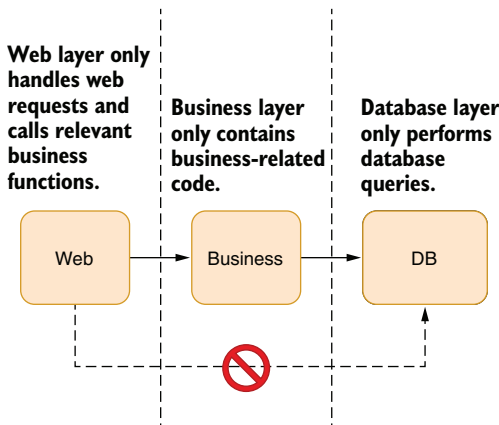 Web layer only
handles web
requests and
calls relevant
business
functions.
Business layer
only contains
business-related
code.
Database layer
only performs
database
queries.
Web
Business
DB